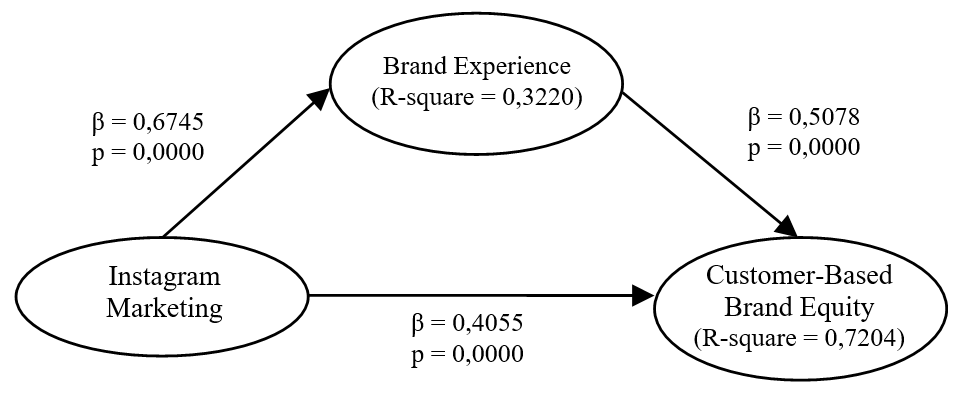 Brand Experience
(R-square = 0,3220)
β = 0,6745
p = 0,0000
β = 0,5078
p = 0,0000
Instagram
Marketing
Customer-Based
Brand Equity
(R-square = 0,7204)
β = 0,4055
p = 0,0000